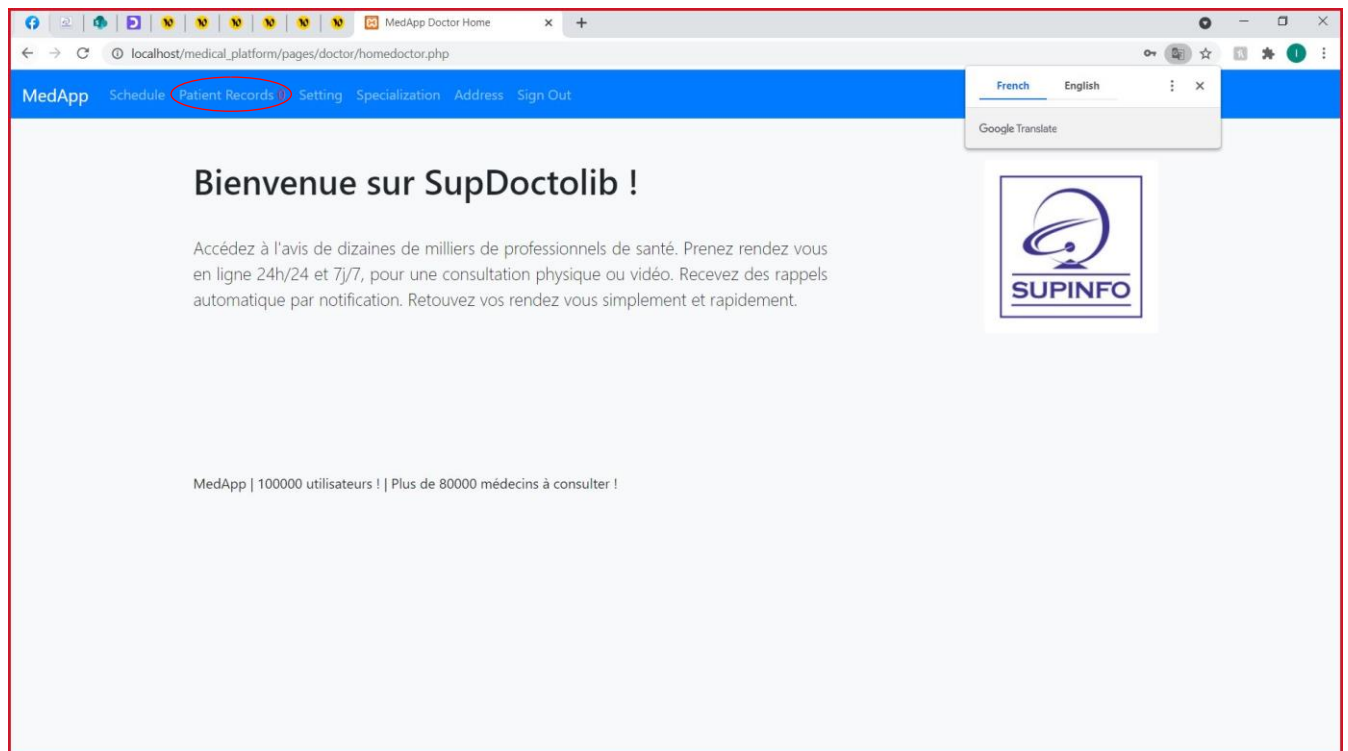 MedApp Doctor Home
localhost/medical_platform/pages/doctor/homedoctor.php
MedApp Schedule Patient Records Setting Specialization Address Sign Out
French English
Google Translate
Bienvenue sur SupDoctolib !
Accédez à l'avis de dizaines de milliers de professionnels de santé. Prenez rendez vous
en ligne 24h/24 et 7j/7, pour une consultation physique ou vidéo. Recevez des rappels
automatique par notification. Retouvez vos rendez vous simplement et rapidement.
SUPINFO
MedApp | 100000 utilisateurs ! | Plus de 80000 médecins à consulter !